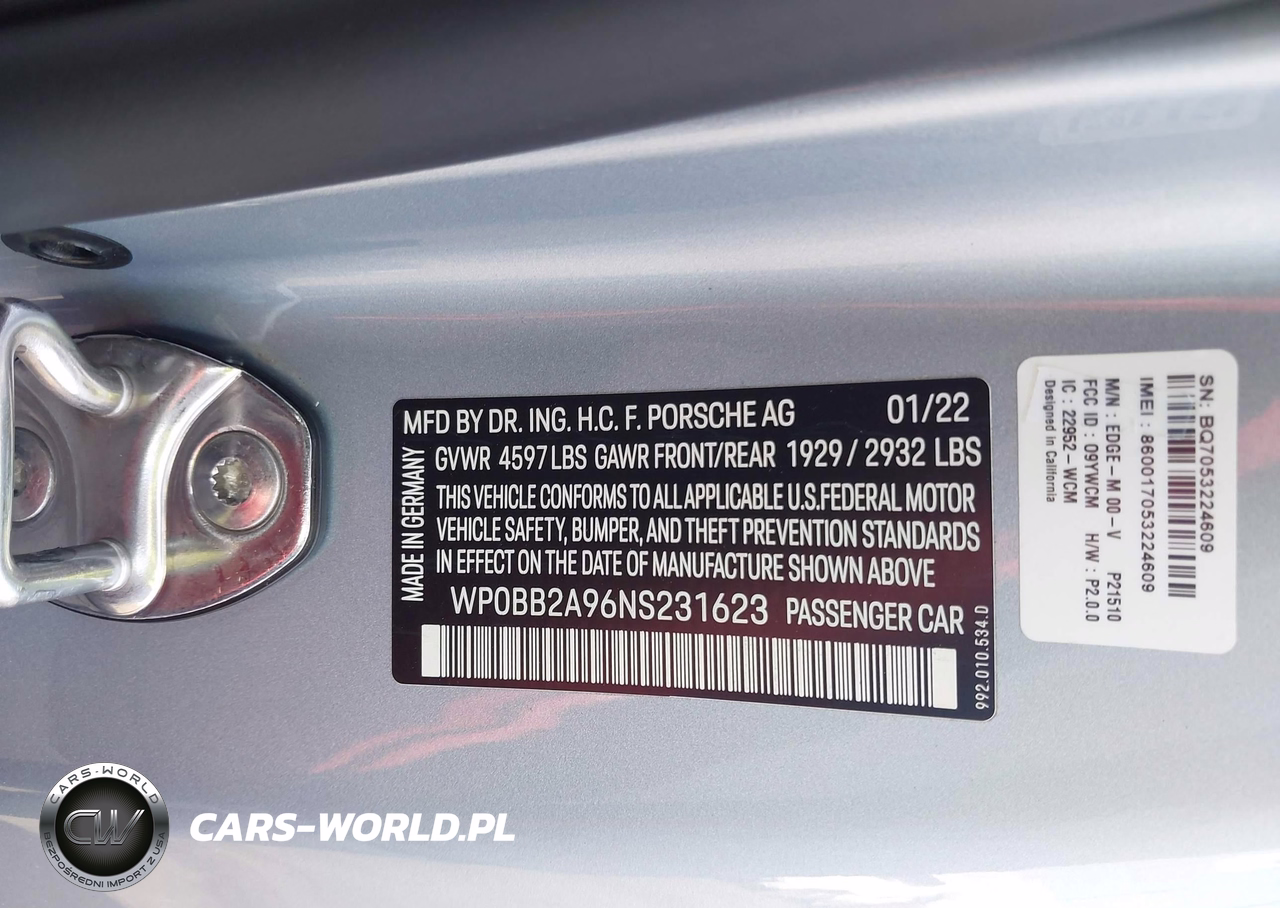 MFD BY DR. ING. H.C. F. PORSCHE AG 01/22
GVWR 4597 LBS GAWR FRONT/REAR 1929 / 2932 LBS
THIS VEHICLE CONFORMS TO ALL APPLICABLE U.S.FEDERAL MOTOR
VEHICLE SAFETY, BUMPER, AND THEFT PREVENTION STANDARDS
IN EFFECT ON THE DATE OF MANUFACTURE SHOWN ABOVE
WP0BB2A96NS231623 PASSENGER CAR
MADE IN GERMANY
992.010.534.D
SN: BQ7053224609
IMEI : 860017053224609
M/N : EDGE-M 00-V P21510
FCC ID : 09YWCM H/W : P2.0.0
IC : 22952-WCM
Designed in California
CARS-WORLD
CW
BEZPOŚREDNI IMPORT Z USA
CARS-WORLD.PL